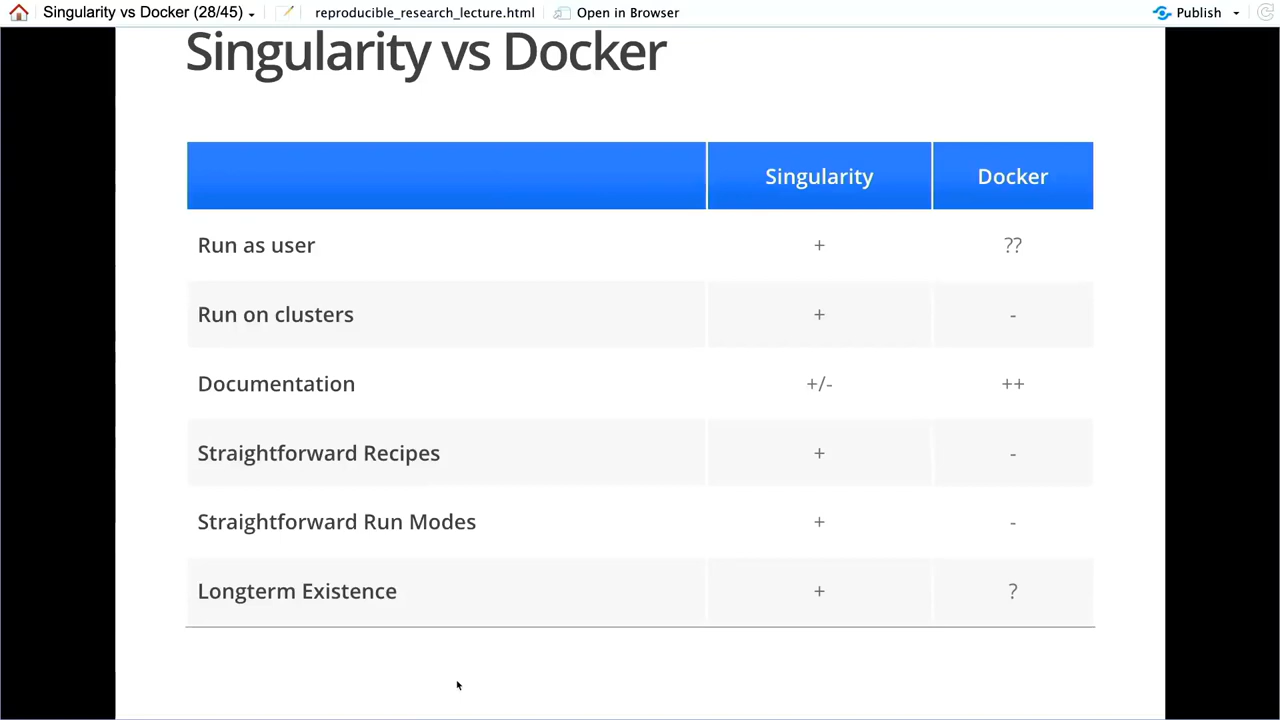 Singularity vs Docker (28/45) reproducible_research_lecture.html Open in Browser Publish
Singularity vs Docker
Singularity Docker
Run as user + ??
Run on clusters + -
Documentation +/- ++
Straightforward Recipes + -
Straightforward Run Modes + -
Longterm Existence + ?